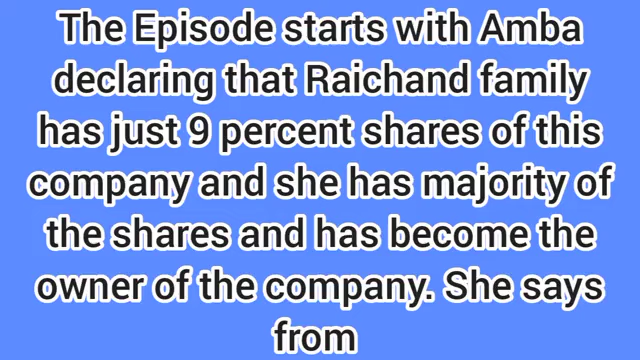 The Episode starts with Amba
declaring that Raichand family
has just 9 percent shares of this
company and she has majority of
the shares and has become the
owner of the company. She says
from